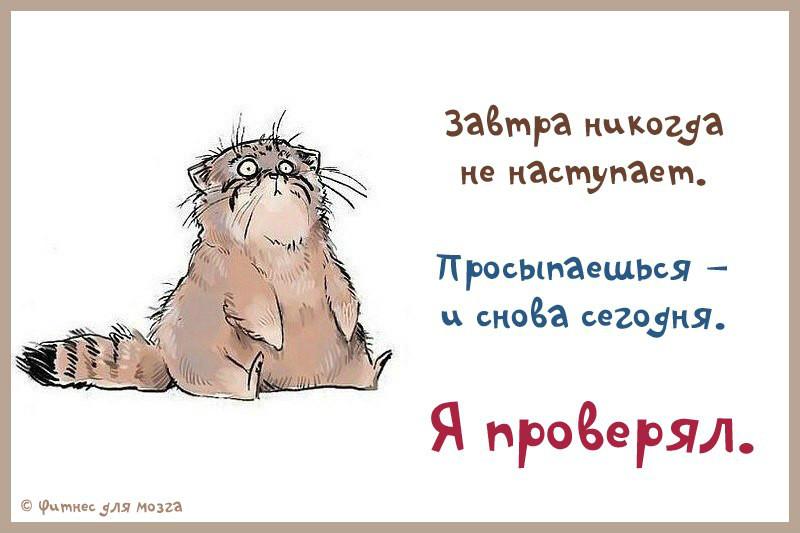 Завтра никогда
не наступает.
Просыпаешься –
и снова сегодня.
Я проверял.
© Фитнес для мозга